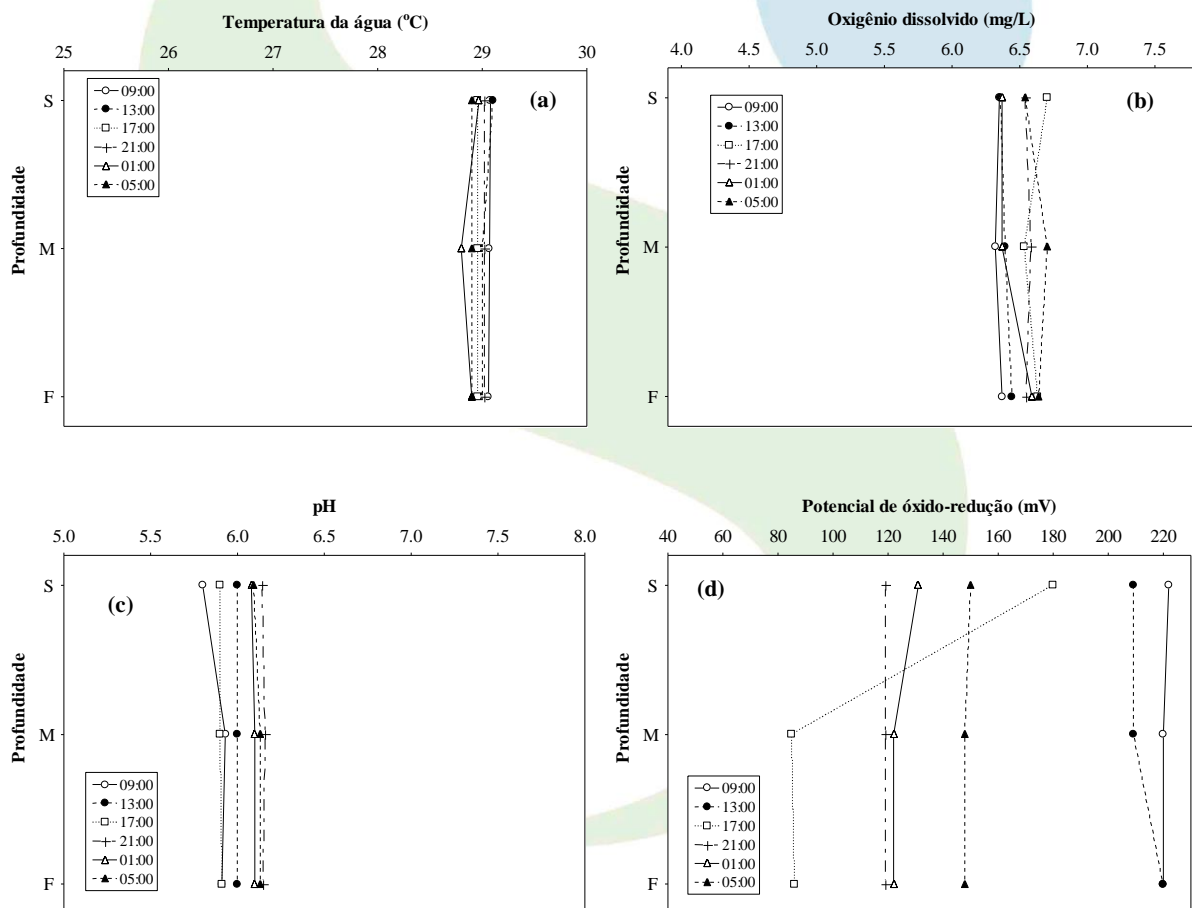 Temperatura da água (ºC)
25 26 27 28 29 30
Profundidade
S
M
F
09:00
13:00
17:00
21:00
01:00
05:00
(a)
Oxigênio dissolvido (mg/L)
4.0 4.5 5.0 5.5 6.0 6.5 7.0 7.5
Profundidade
S
M
F
09:00
13:00
17:00
21:00
01:00
05:00
(b)
pH
5.0 5.5 6.0 6.5 7.0 7.5 8.0
Profundidade
S
M
F
(c)
09:00
13:00
17:00
21:00
01:00
05:00
Potencial de óxido-redução (mV)
40 60 80 100 120 140 160 180 200 220
Profundidade
S
M
F
(d)
09:00
13:00
17:00
21:00
01:00
05:00